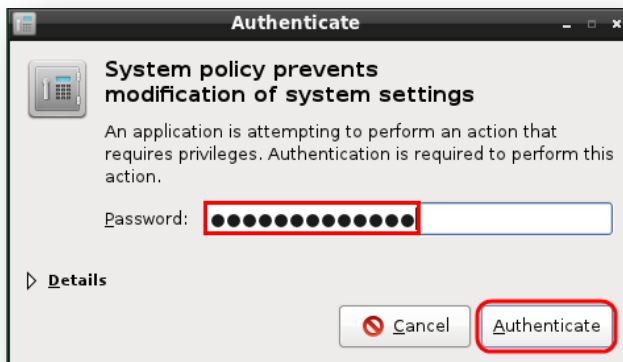 Authenticate
System policy prevents
modification of system settings
An application is attempting to perform an action that
requires privileges. Authentication is required to perform this
action.
Password: ●●●●●●●●●●●●●
Details
Cancel Authenticate